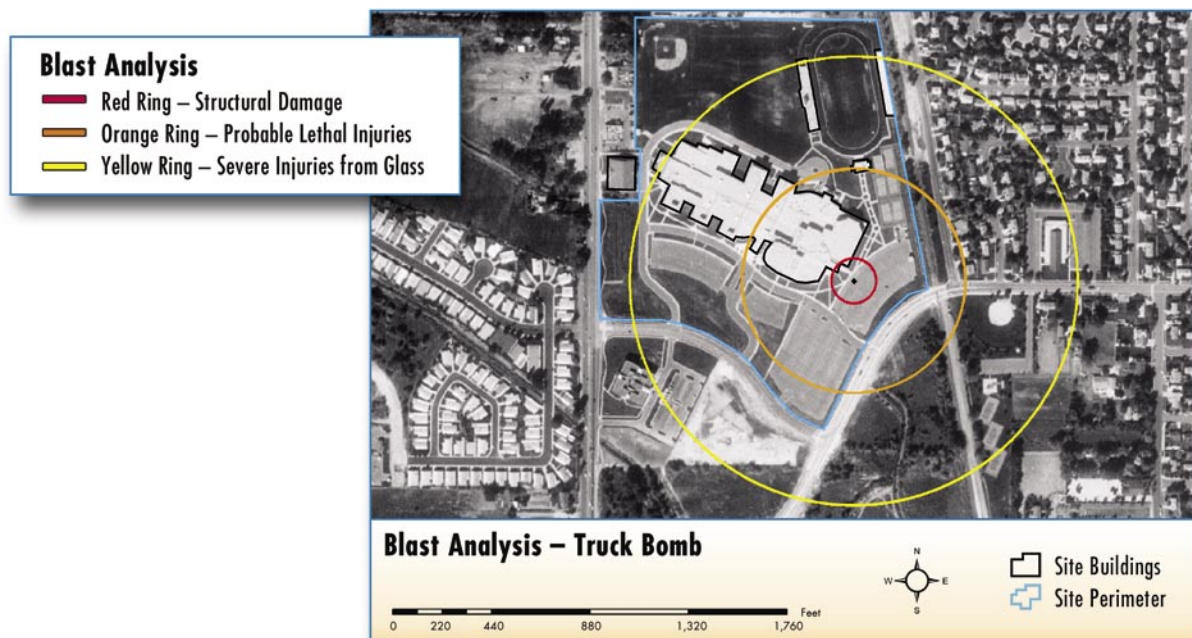 Blast Analysis
Red Ring – Structural Damage
Orange Ring – Probable Lethal Injuries
Yellow Ring – Severe Injuries from Glass
Blast Analysis – Truck Bomb
N
W E
S
Site Buildings
Site Perimeter
Feet
0 220 440 880 1,320 1,760